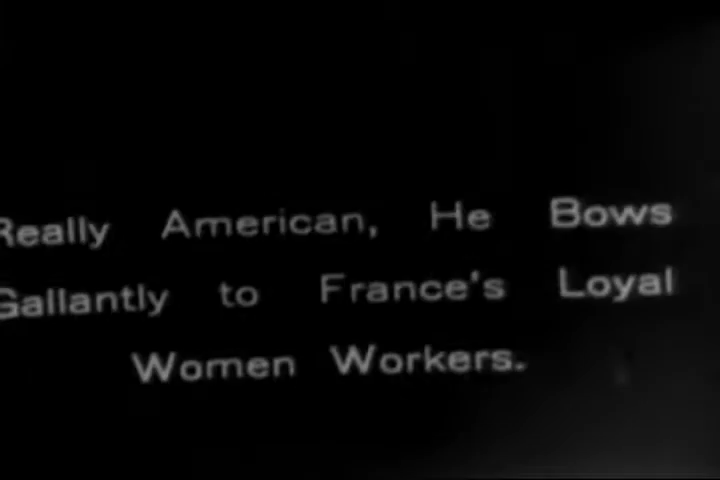 Really American, He Bows
Gallantly to France's Loyal
Women Workers.